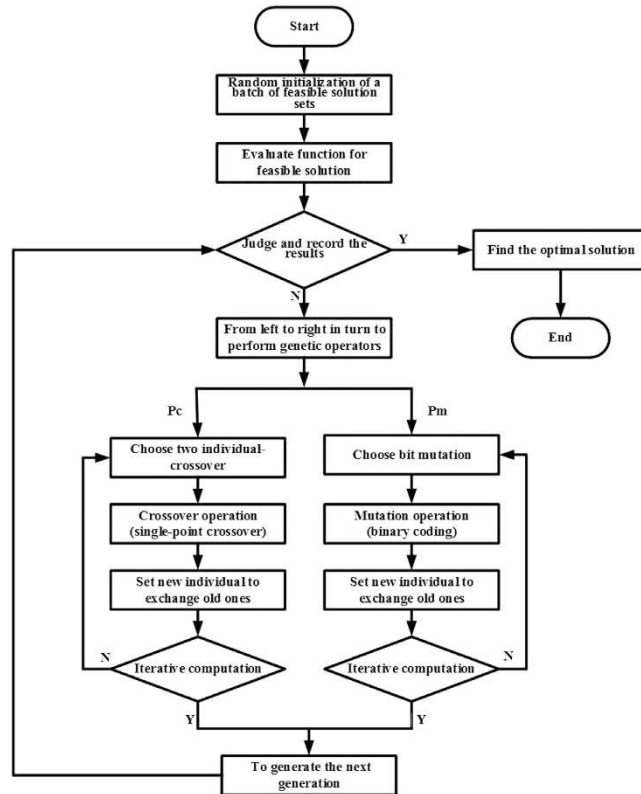 Start
Random initialization of a
batch of feasible solution
sets
Evaluate function for
feasible solution
Judge and record the
results
Y
Find the optimal solution
N
End
From left to right in turn to
perform genetic operators
Pc
Pm
Choose two individual-
crossover
Choose bit mutation
Crossover operation
(single-point crossover)
Mutation operation
(binary coding)
Set new individual to
exchange old ones
Set new individual to
exchange old ones
N
Iterative computation
Iterative computation
N
Y
Y
To generate the next
generation